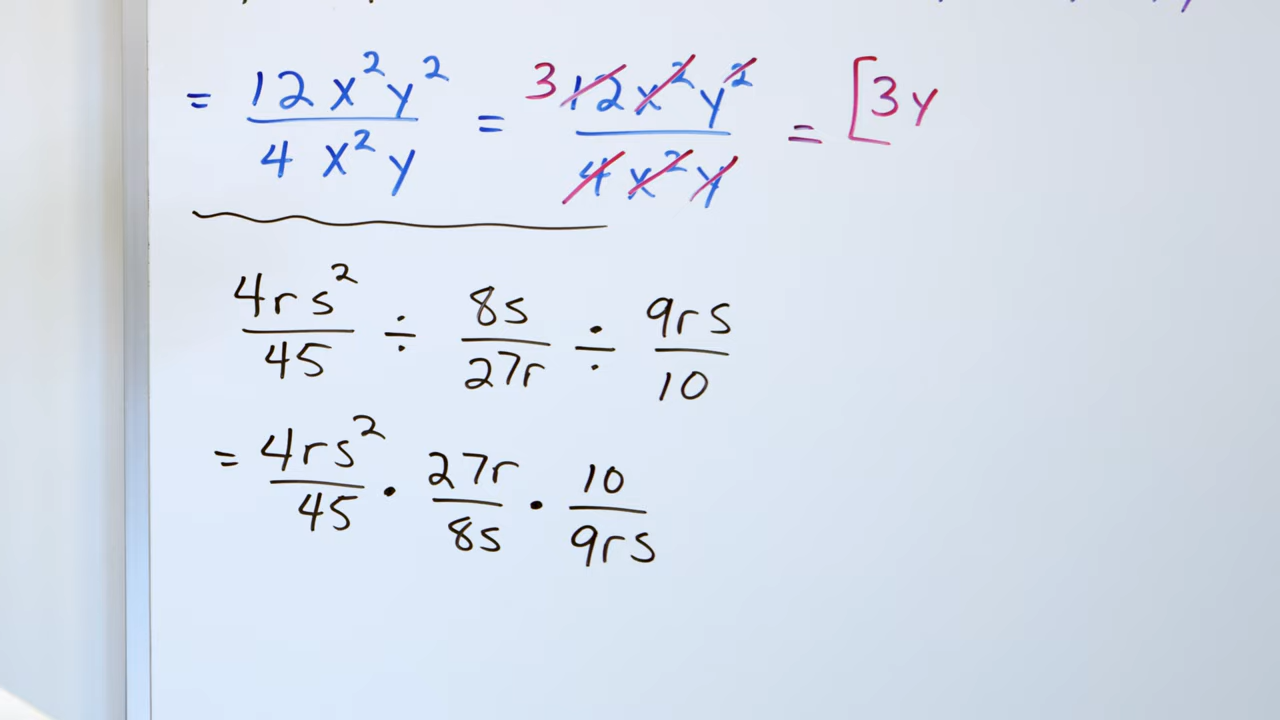 = 12x²y² / 4x²y = 3 12x²y² / 4x²y = [3y
4rs² / 45 ÷ 8s / 27r ÷ 9rs / 10
= 4rs² / 45 · 27r / 8s · 10 / 9rs